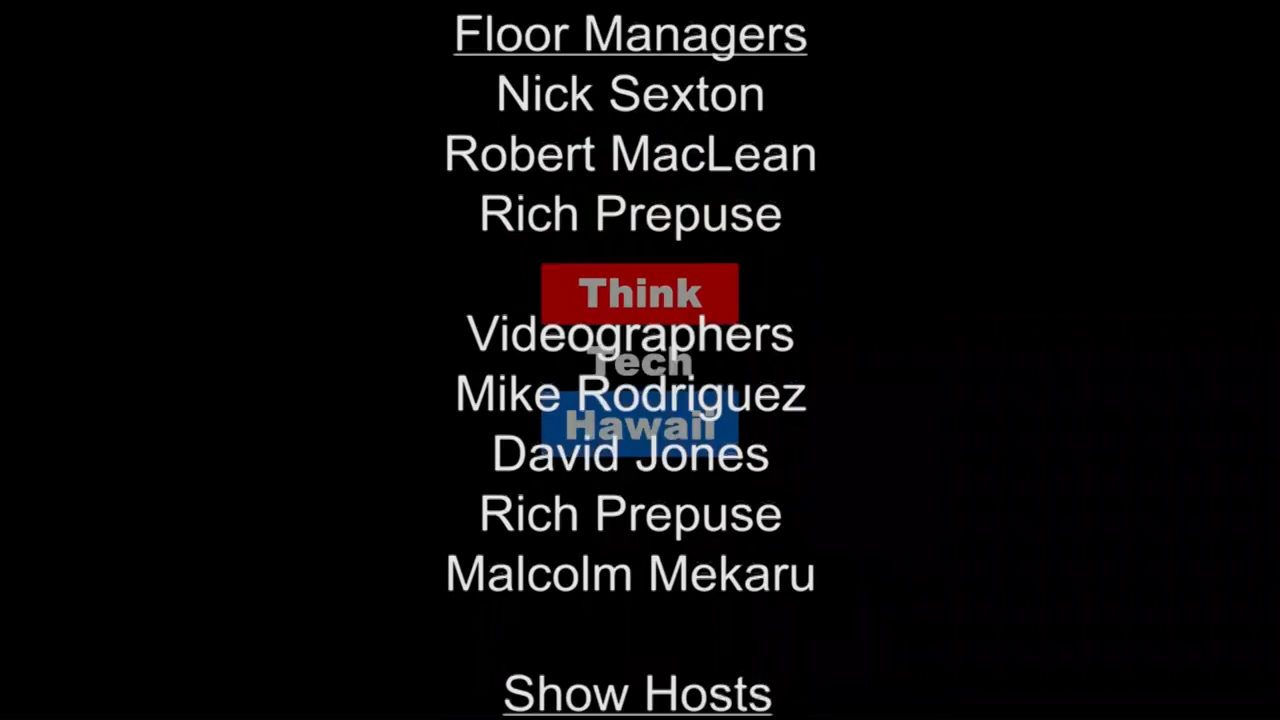 Floor Managers
Nick Sexton
Robert MacLean
Rich Prepuse
Think
Videographers
Tech
Mike Rodriguez
Hawaii
David Jones
Rich Prepuse
Malcolm Mekaru
Show Hosts